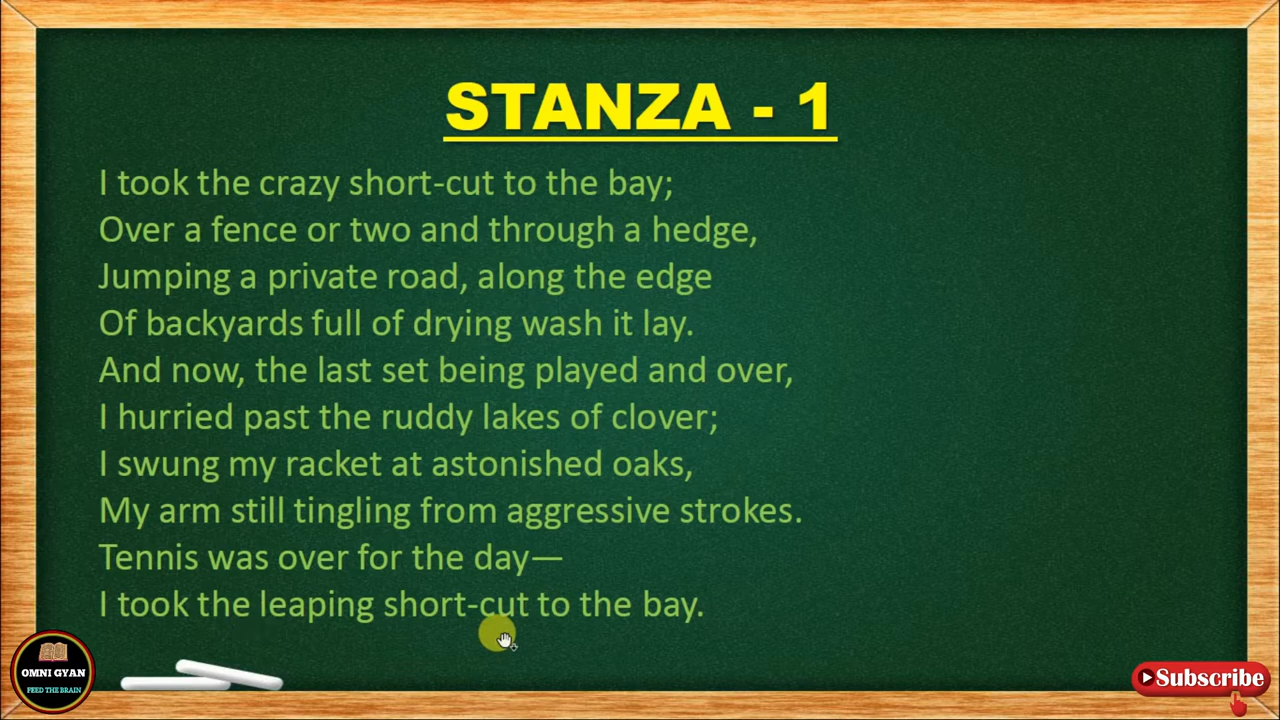 STANZA - 1
I took the crazy short-cut to the bay;
Over a fence or two and through a hedge,
Jumping a private road, along the edge
Of backyards full of drying wash it lay.
And now, the last set being played and over,
I hurried past the ruddy lakes of clover;
I swung my racket at astonished oaks,
My arm still tingling from aggressive strokes.
Tennis was over for the day—
I took the leaping short-cut to the bay.
OMNI GYAN
FEED THE BRAIN
Subscribe